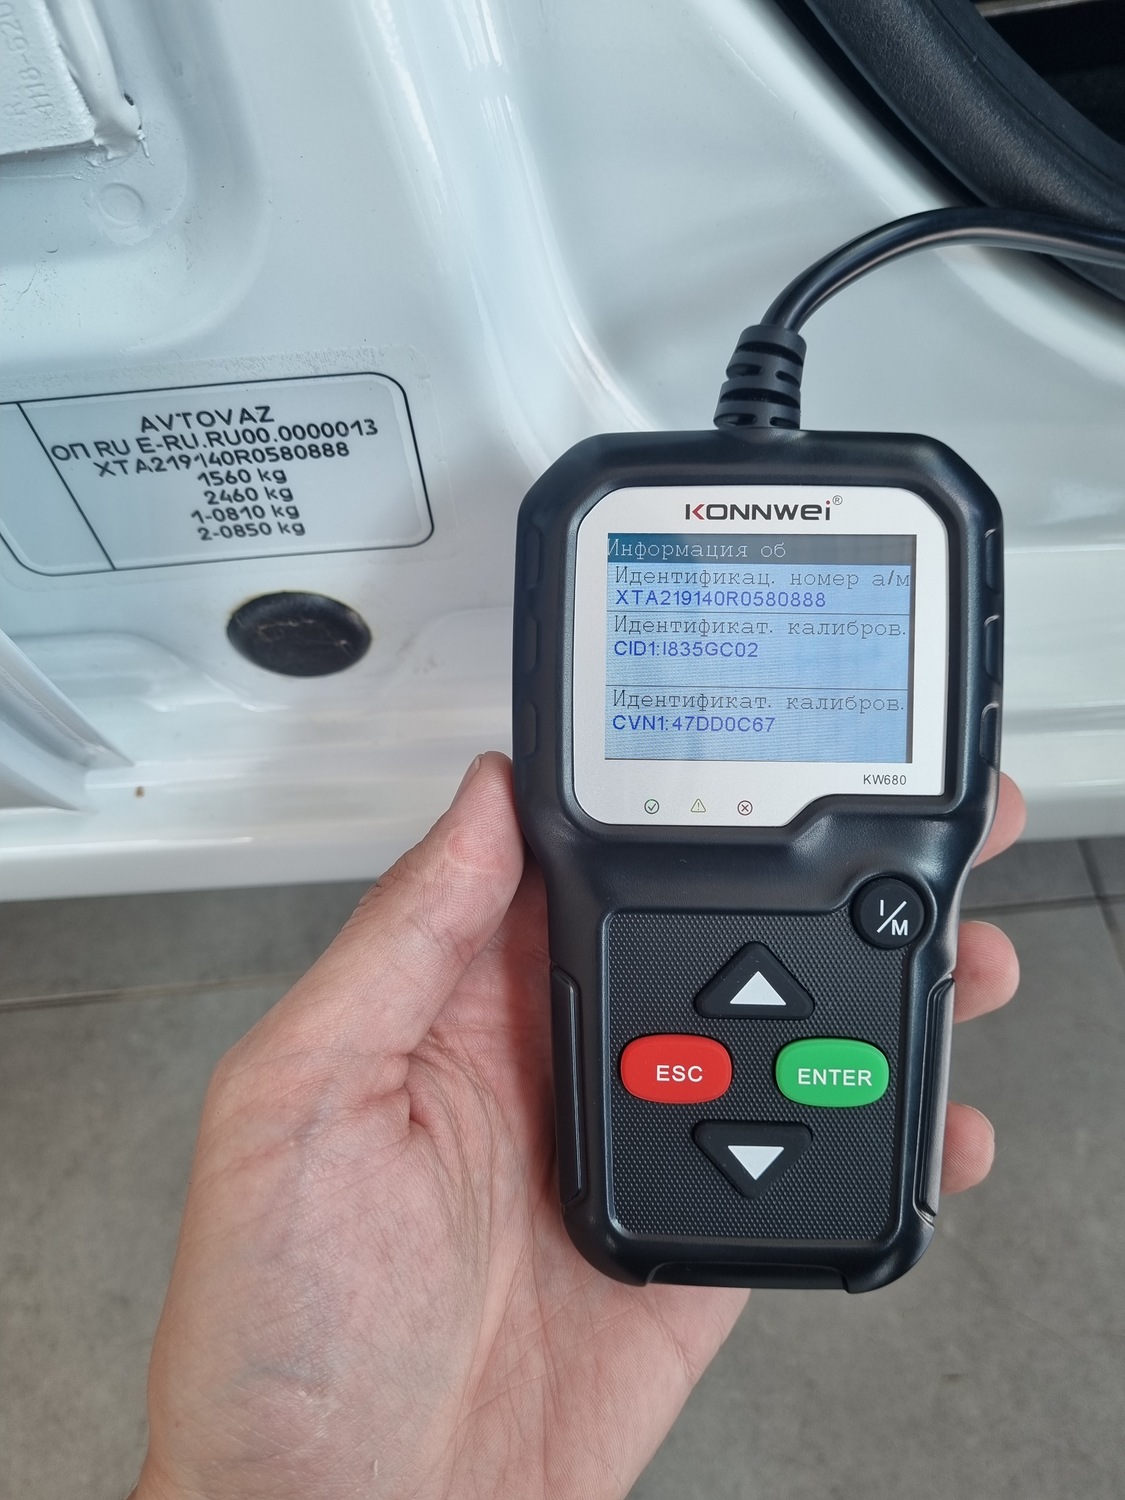 AVTOVAZ
ОП RU E-RU.RU00.0000013
XTA219140R0580888
1560 kg
2460 kg
1-0810 kg
2-0850 kg
KONNWEI®
Информация об
Идентификац. номер а/м
XTA219140R0580888
Идентификат. калибров.
CID1:I835GC02
Идентификат. калибров.
CVN1:47DD0C67
KW680
I/M
ESC
ENTER